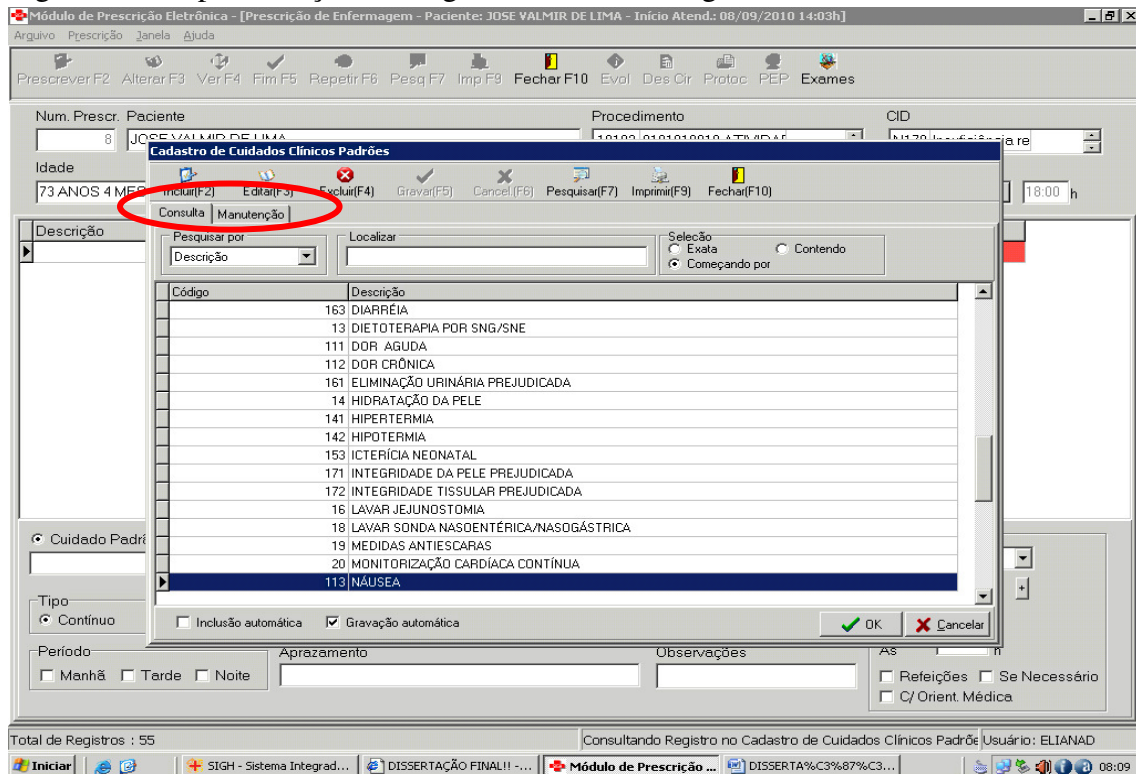 Módulo de Prescrição Eletrônica - [Prescrição de Enfermagem - Paciente: JOSE VALMIR DE LIMA - Início Atend.: 08/09/2010 14:03h]
Arquivo Prescrição Janela Ajuda
Prescrever F2 Alterar F3 Ver F4 Fim F5 Repetir F6 Pesq F7 Imp F9 Fechar F10 Evol Des Cir Protoc PEP Exames
Num. Prescr. Paciente Procedimento CID
8 JOSE VALMIR DE LIMA
Cadastro de Cuidados Clínicos Padrões
Idade
73 ANOS 4
Incluir(F2) Editar(F3) Excluir(F4) Gravar(F5) Cancel.(F6) Pesquisar(F7) Imprimir(F9) Fechar(F10)
18:00 h
Consulta Manutenção
Descrição
Pesquisar por Localizar Seleção
Descrição Exata Contendo
Começando por
Código Descrição
163 DIARRÉIA
13 DIETOTERAPIA POR SNG/SNE
111 DOR AGUDA
112 DOR CRÔNICA
161 ELIMINAÇÃO URINÁRIA PREJUDICADA
14 HIDRATAÇÃO DA PELE
141 HIPERTERMIA
142 HIPOTERMIA
153 ICTERÍCIA NEONATAL
171 INTEGRIDADE DA PELE PREJUDICADA
172 INTEGRIDADE TISSULAR PREJUDICADA
16 LAVAR JEJUNOSTOMIA
18 LAVAR SONDA NASOENTÉRICA/NASOGÁSTRICA
19 MEDIDAS ANTIESCARAS
20 MONITORIZAÇÃO CARDÍACA CONTÍNUA
113 NÁUSEA
Cuidado Padrã
Tipo
Contínuo
Inclusão automática Gravação automática OK Cancelar
Período Aprazamento Observações Às h
Manhã Tarde Noite Refeições Se Necessário
C/ Orient. Médica
Total de Registros : 55 Consultando Registro no Cadastro de Cuidados Clínicos Padrõe Usuário: ELIANAD
Iniciar SIGH - Sistema Integrad... DISSERTAÇÃO FINAL!! -... Módulo de Prescrição ... DISSERTA%C3%87%C3... 08:09